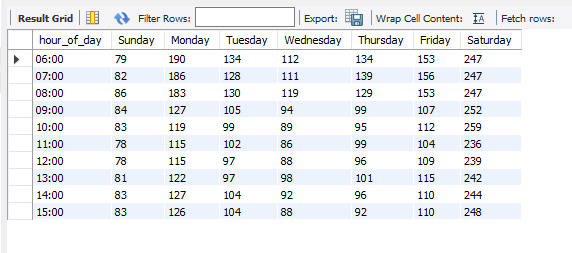 Result Grid Filter Rows: Export: Wrap Cell Content: IA Fetch rows:
hour_of_day Sunday Monday Tuesday Wednesday Thursday Friday Saturday
06:00 79 190 134 112 134 153 247
07:00 82 186 128 111 139 156 247
08:00 86 183 130 119 129 153 247
09:00 84 127 105 94 99 107 252
10:00 83 119 99 89 95 112 259
11:00 78 115 102 86 99 104 236
12:00 78 115 97 88 96 109 239
13:00 81 122 97 98 101 115 242
14:00 83 127 104 92 96 110 244
15:00 83 126 104 88 92 110 248